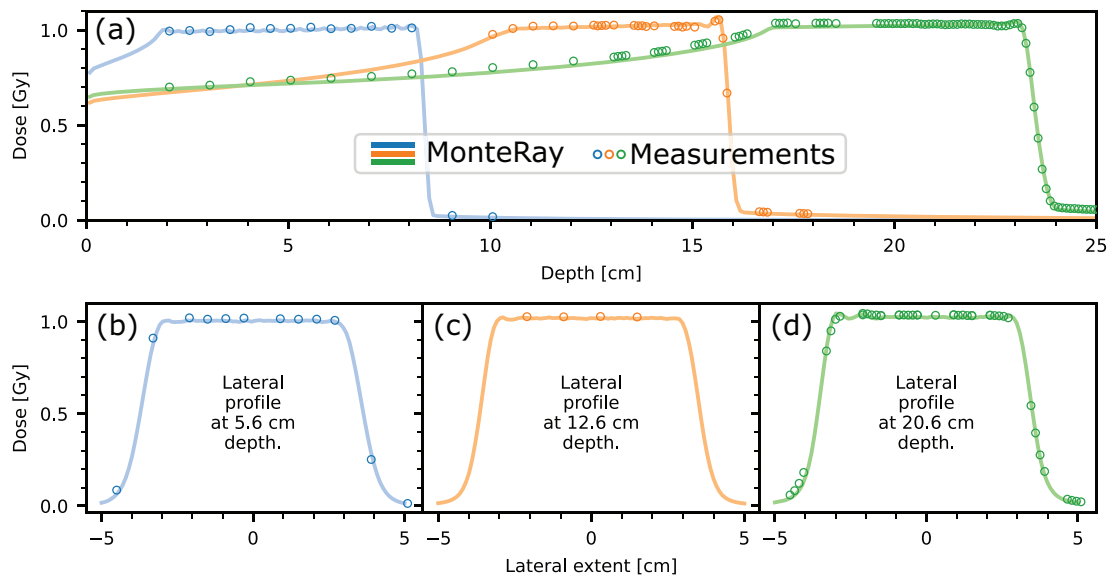 (a)
Dose [Gy]
1.0
0.5
0.0
MonteRay
Measurements
0
5
10
15
20
25
Depth [cm]
(b)
(c)
(d)
Dose [Gy]
1.0
0.5
0.0
Lateral
profile
at 5.6 cm
depth.
Lateral
profile
at 12.6 cm
depth.
Lateral
profile
at 20.6 cm
depth.
−5
0
5
−5
0
5
−5
0
5
Lateral extent [cm]